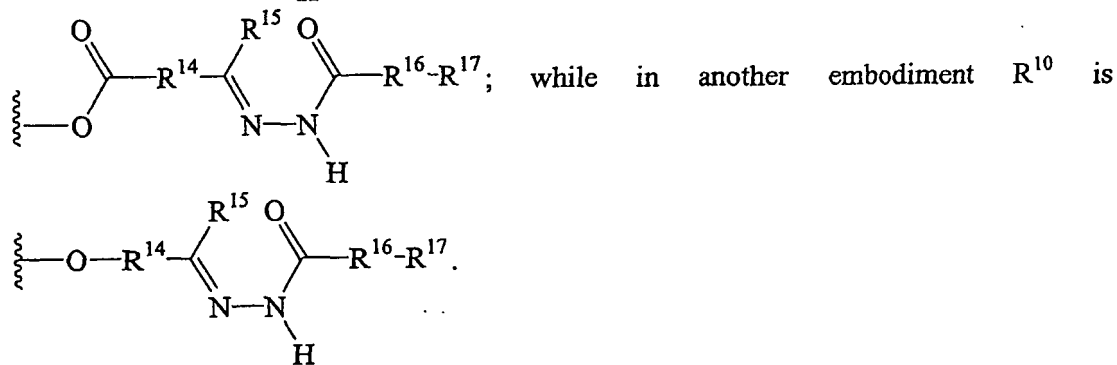 O R¹⁵ O
R¹⁴ R¹⁶-R¹⁷; while in another embodiment R¹⁰ is
O N N
H
R¹⁵ O
O R¹⁴ R¹⁶-R¹⁷.
N N
H